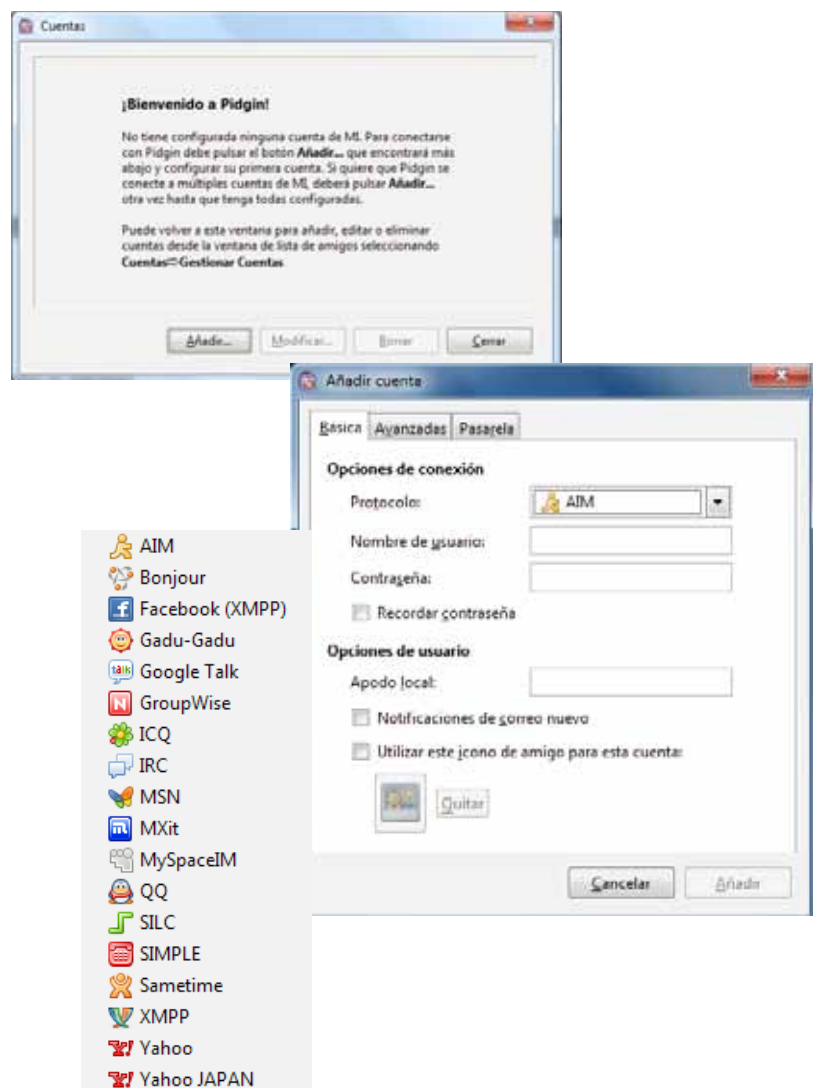 Cuentas
¡Bienvenido a Pidgin!
No tiene configurada ninguna cuenta de MI. Para conectarse
con Pidgin debe pulsar el botón Añadir... que encontrará más
abajo y configurar su primera cuenta. Si quiere que Pidgin se
conecte a múltiples cuentas de MI, deberá pulsar Añadir...
otra vez hasta que tenga todas configuradas.
Puede volver a esta ventana para añadir, editar o eliminar
cuentas desde la ventana de lista de amigos seleccionando
Cuentas⇨Gestionar Cuentas
Añadir... Modificar... Borrar Cerrar
Añadir cuenta
Básica Avanzadas Pasarela
Opciones de conexión
Protocolo: AIM
Nombre de usuario:
Contraseña:
Recordar contraseña
Opciones de usuario
Apodo local:
Notificaciones de correo nuevo
Utilizar este icono de amigo para esta cuenta:
Quitar
Cancelar Añadir
AIM
Bonjour
Facebook (XMPP)
Gadu-Gadu
talk Google Talk
N GroupWise
ICQ
IRC
MSN
m MXit
MySpaceIM
QQ
SILC
SIMPLE
Sametime
XMPP
Y! Yahoo
Y! Yahoo JAPAN